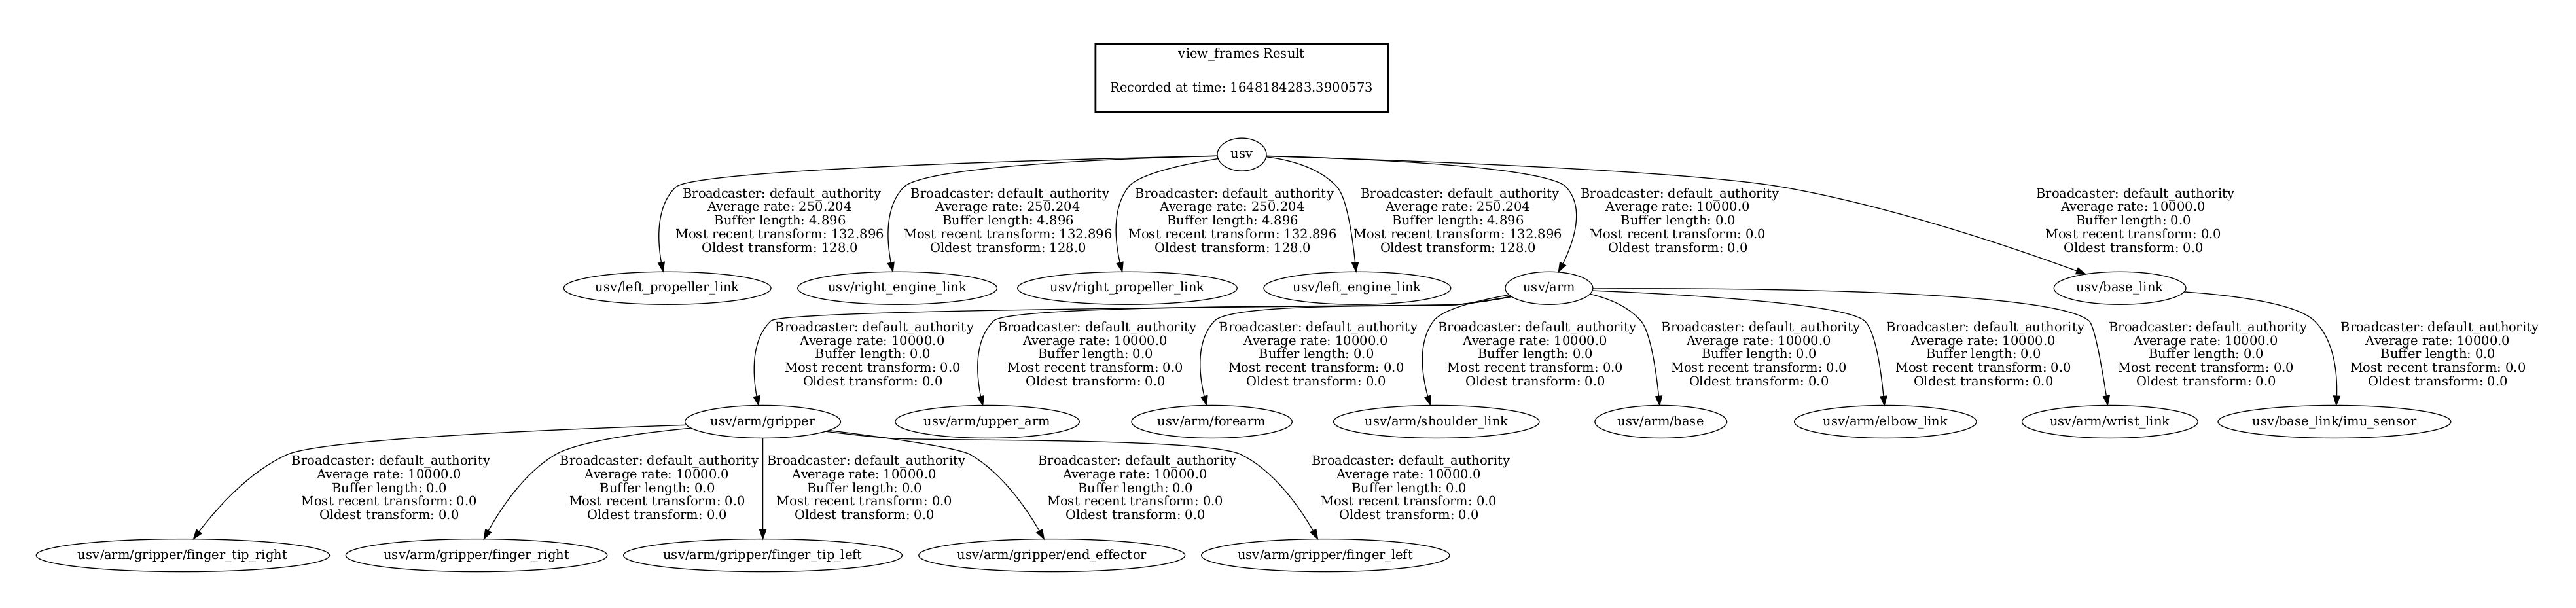 view_frames Result
Recorded at time: 1648184283.3900573
usv
Broadcaster: default_authority
Average rate: 250.204
Buffer length: 4.896
Most recent transform: 132.896
Oldest transform: 128.0
Broadcaster: default_authority
Average rate: 250.204
Buffer length: 4.896
Most recent transform: 132.896
Oldest transform: 128.0
Broadcaster: default_authority
Average rate: 250.204
Buffer length: 4.896
Most recent transform: 132.896
Oldest transform: 128.0
Broadcaster: default_authority
Average rate: 250.204
Buffer length: 4.896
Most recent transform: 132.896
Oldest transform: 128.0
Broadcaster: default_authority
Average rate: 10000.0
Buffer length: 0.0
Most recent transform: 0.0
Oldest transform: 0.0
Broadcaster: default_authority
Average rate: 10000.0
Buffer length: 0.0
Most recent transform: 0.0
Oldest transform: 0.0
usv/left_propeller_link
usv/right_engine_link
usv/right_propeller_link
usv/left_engine_link
usv/arm
usv/base_link
Broadcaster: default_authority
Average rate: 10000.0
Buffer length: 0.0
Most recent transform: 0.0
Oldest transform: 0.0
Broadcaster: default_authority
Average rate: 10000.0
Buffer length: 0.0
Most recent transform: 0.0
Oldest transform: 0.0
Broadcaster: default_authority
Average rate: 10000.0
Buffer length: 0.0
Most recent transform: 0.0
Oldest transform: 0.0
Broadcaster: default_authority
Average rate: 10000.0
Buffer length: 0.0
Most recent transform: 0.0
Oldest transform: 0.0
Broadcaster: default_authority
Average rate: 10000.0
Buffer length: 0.0
Most recent transform: 0.0
Oldest transform: 0.0
Broadcaster: default_authority
Average rate: 10000.0
Buffer length: 0.0
Most recent transform: 0.0
Oldest transform: 0.0
Broadcaster: default_authority
Average rate: 10000.0
Buffer length: 0.0
Most recent transform: 0.0
Oldest transform: 0.0
Broadcaster: default_authority
Average rate: 10000.0
Buffer length: 0.0
Most recent transform: 0.0
Oldest transform: 0.0
usv/arm/gripper
usv/arm/upper_arm
usv/arm/forearm
usv/arm/shoulder_link
usv/arm/base
usv/arm/elbow_link
usv/arm/wrist_link
usv/base_link/imu_sensor
Broadcaster: default_authority
Average rate: 10000.0
Buffer length: 0.0
Most recent transform: 0.0
Oldest transform: 0.0
Broadcaster: default_authority
Average rate: 10000.0
Buffer length: 0.0
Most recent transform: 0.0
Oldest transform: 0.0
Broadcaster: default_authority
Average rate: 10000.0
Buffer length: 0.0
Most recent transform: 0.0
Oldest transform: 0.0
Broadcaster: default_authority
Average rate: 10000.0
Buffer length: 0.0
Most recent transform: 0.0
Oldest transform: 0.0
Broadcaster: default_authority
Average rate: 10000.0
Buffer length: 0.0
Most recent transform: 0.0
Oldest transform: 0.0
usv/arm/gripper/finger_tip_right
usv/arm/gripper/finger_right
usv/arm/gripper/finger_tip_left
usv/arm/gripper/end_effector
usv/arm/gripper/finger_left